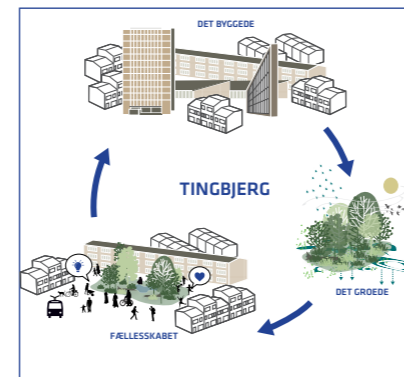 DET BYGGEDE
TINGBJERG
DET GROEDE
FÆLLESSKABET